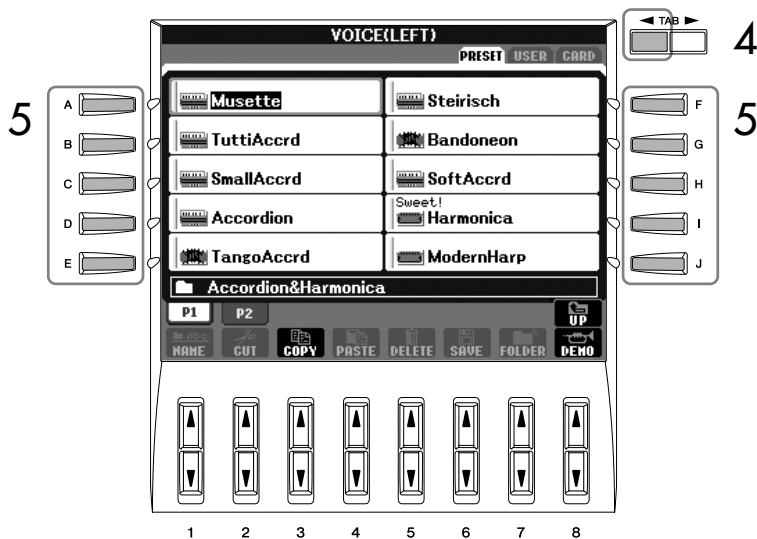 VOICE(LEFT)
PRESET USER CARD
◄ TAB ► 4
5 5
A Musette Steirisch F
B TuttiAccrd Bandoneon G
C SmallAccrd SoftAccrd H
Sweet!
D Accordion Harmonica I
E TangoAccrd ModernHarp J
Accordion&Harmonica
P1 P2 UP
abc
NAME CUT COPY PASTE DELETE SAVE FOLDER DEMO
1 2 3 4 5 6 7 8